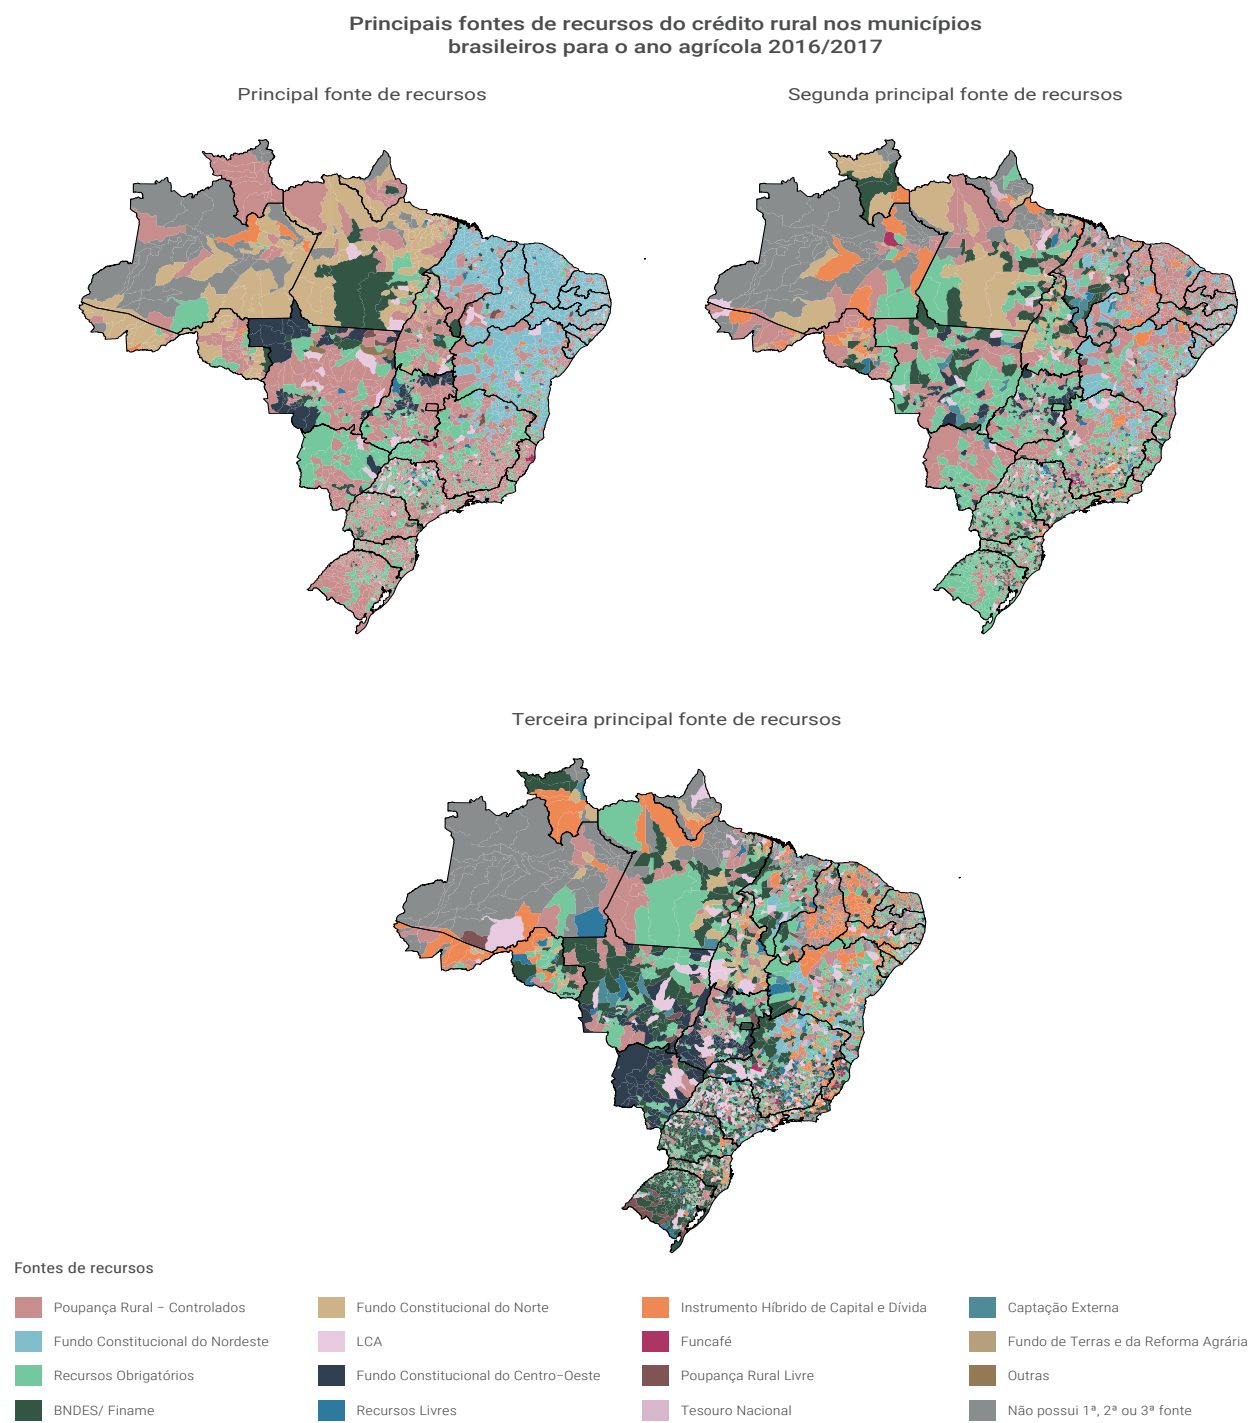 Principais fontes de recursos do crédito rural nos municípios
brasileiros para o ano agrícola 2016/2017
Principal fonte de recursos
Segunda principal fonte de recursos
Terceira principal fonte de recursos
Fontes de recursos
Poupança Rural - Controlados
Fundo Constitucional do Nordeste
Recursos Obrigatórios
BNDES/ Finame
Fundo Constitucional do Norte
LCA
Fundo Constitucional do Centro-Oeste
Recursos Livres
Instrumento Híbrido de Capital e Dívida
Funcafé
Poupança Rural Livre
Tesouro Nacional
Captação Externa
Fundo de Terras e da Reforma Agrária
Outras
Não possui 1ª, 2ª ou 3ª fonte